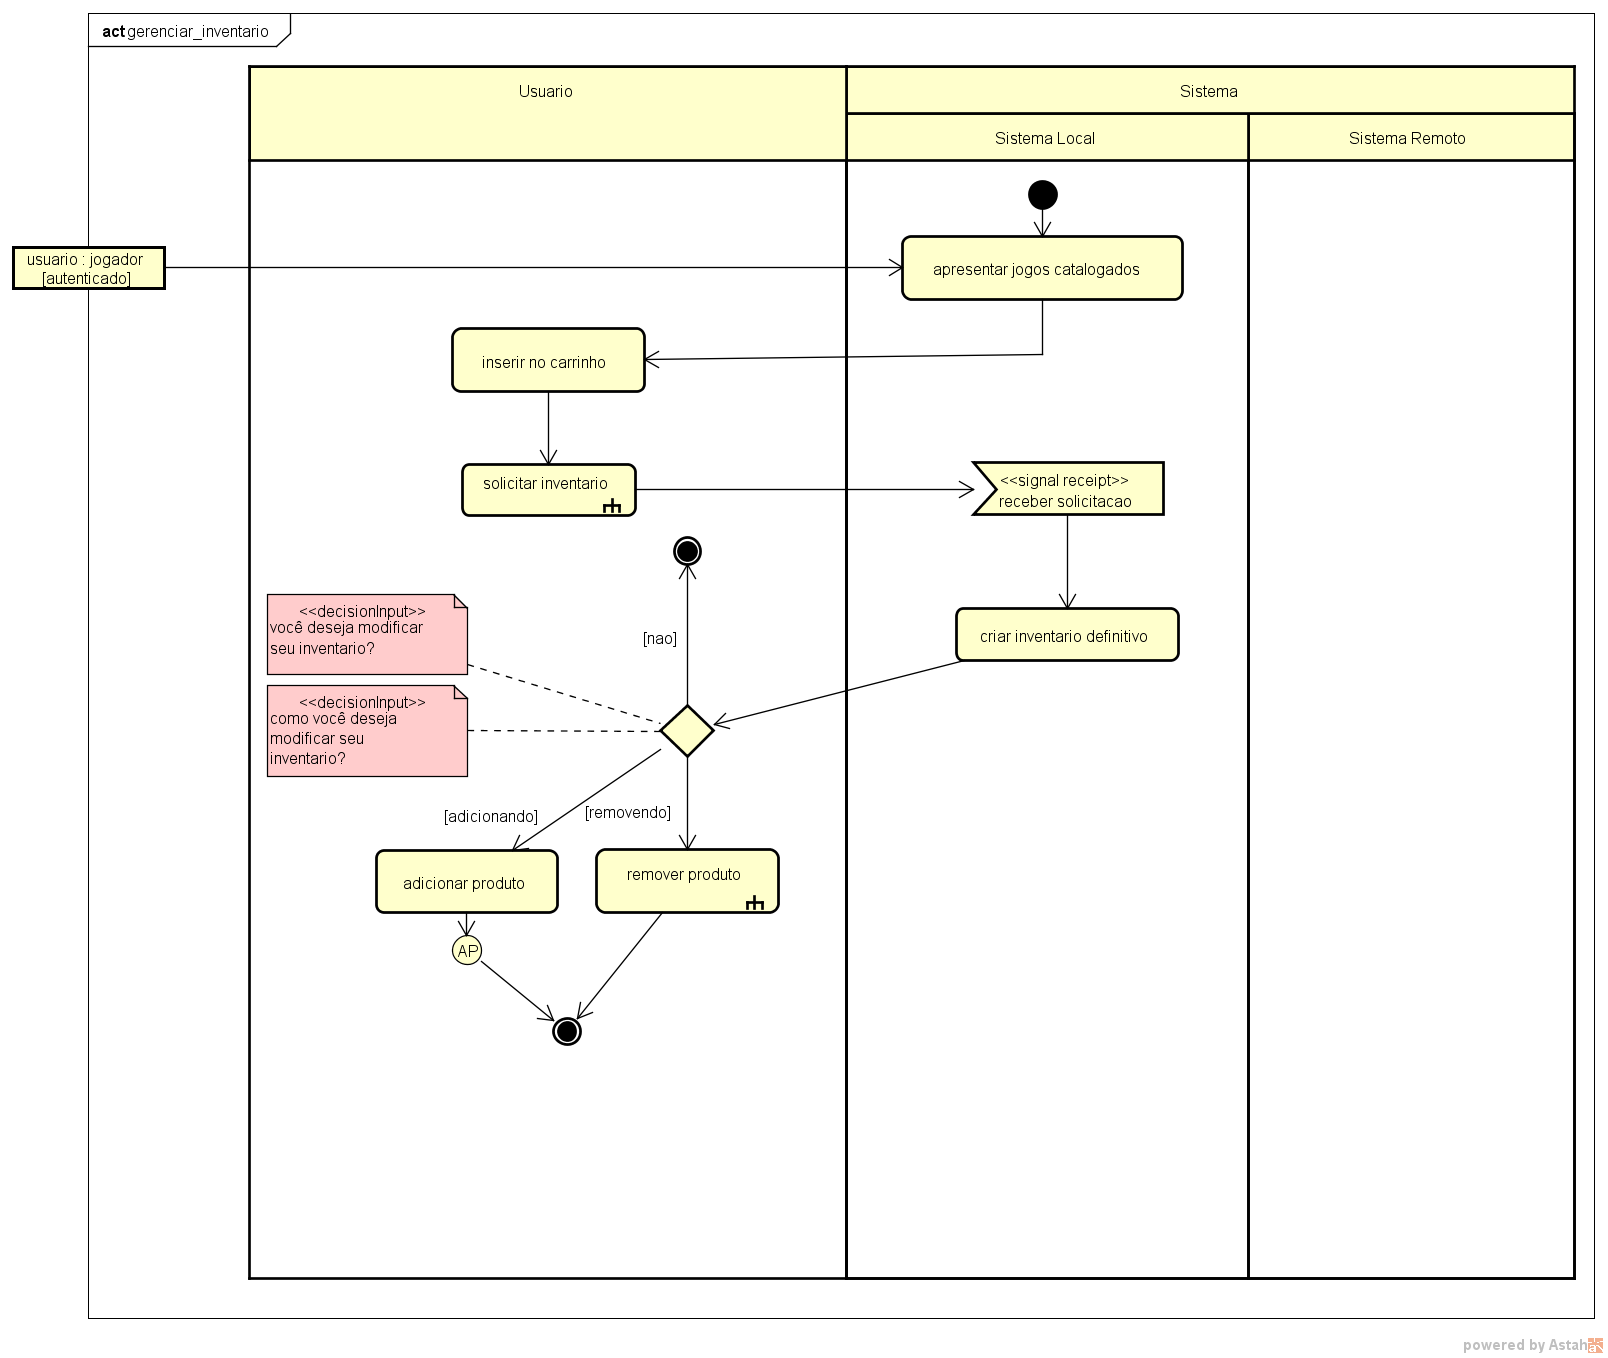 act gerenciar_inventario
Usuario
Sistema
Sistema Local
Sistema Remoto
usuario : jogador
[autenticado]
apresentar jogos catalogados
inserir no carrinho
solicitar inventario
<<signal receipt>>
receber solicitacao
<<decisionInput>>
você deseja modificar
seu inventario?
[nao]
criar inventario definitivo
<<decisionInput>>
como você deseja
modificar seu
inventário?
[adicionando]
[removendo]
adicionar produto
remover produto
AP
powered by Astah